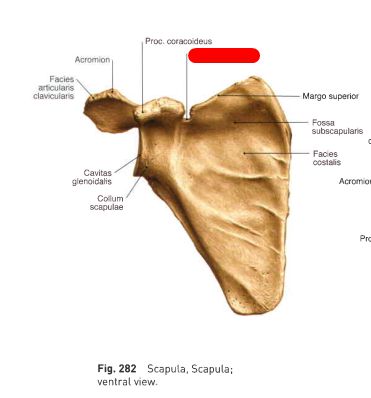 Proc. coracoideus
Acromion
Facies
articularis
clavicularis
Margo superior
Fossa
subscapularis
Facies
costalis
Cavitas
glenoidalis
Collum
scapulae
Acromio
Pro
Fig. 282 Scapula, Scapula;
ventral view.